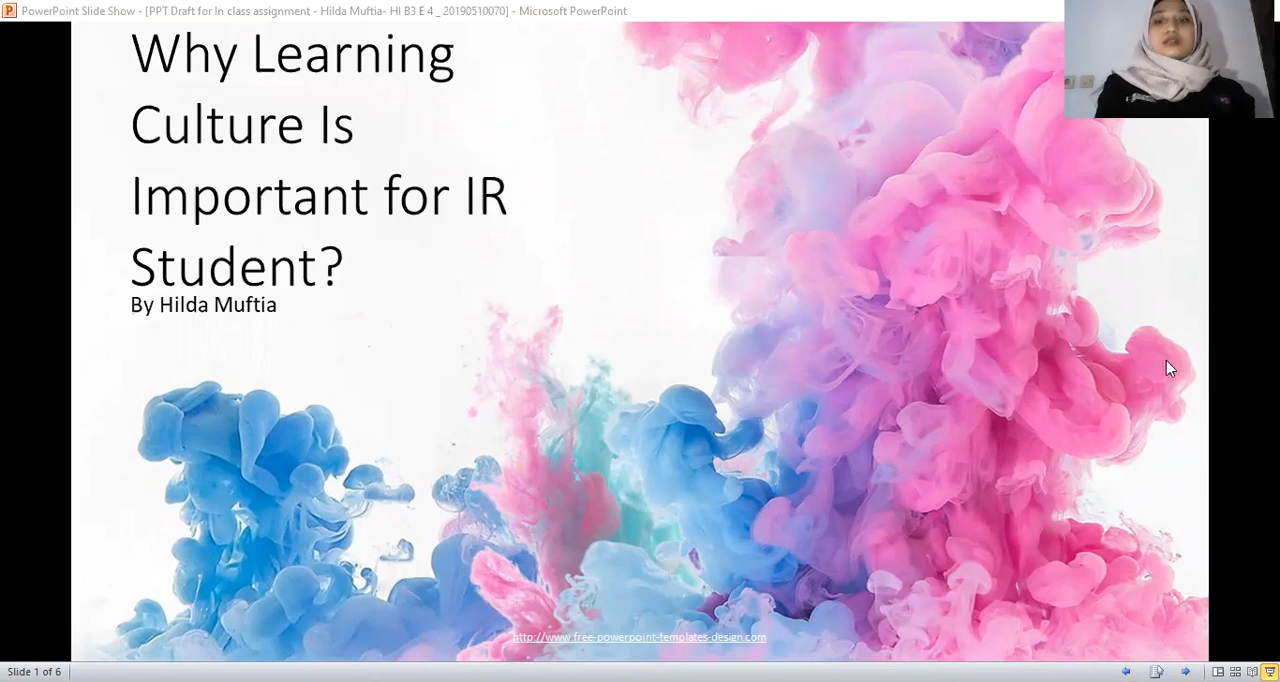 PowerPoint Slide Show - [PPT Draft for In class assignment - Hilda Muftia- HI B3 E 4 _ 20190510070] - Microsoft PowerPoint
Why Learning
Culture Is
Important for IR
Student?
By Hilda Muftia
http://www.free-powerpoint-templates-design.com
Slide 1 of 6